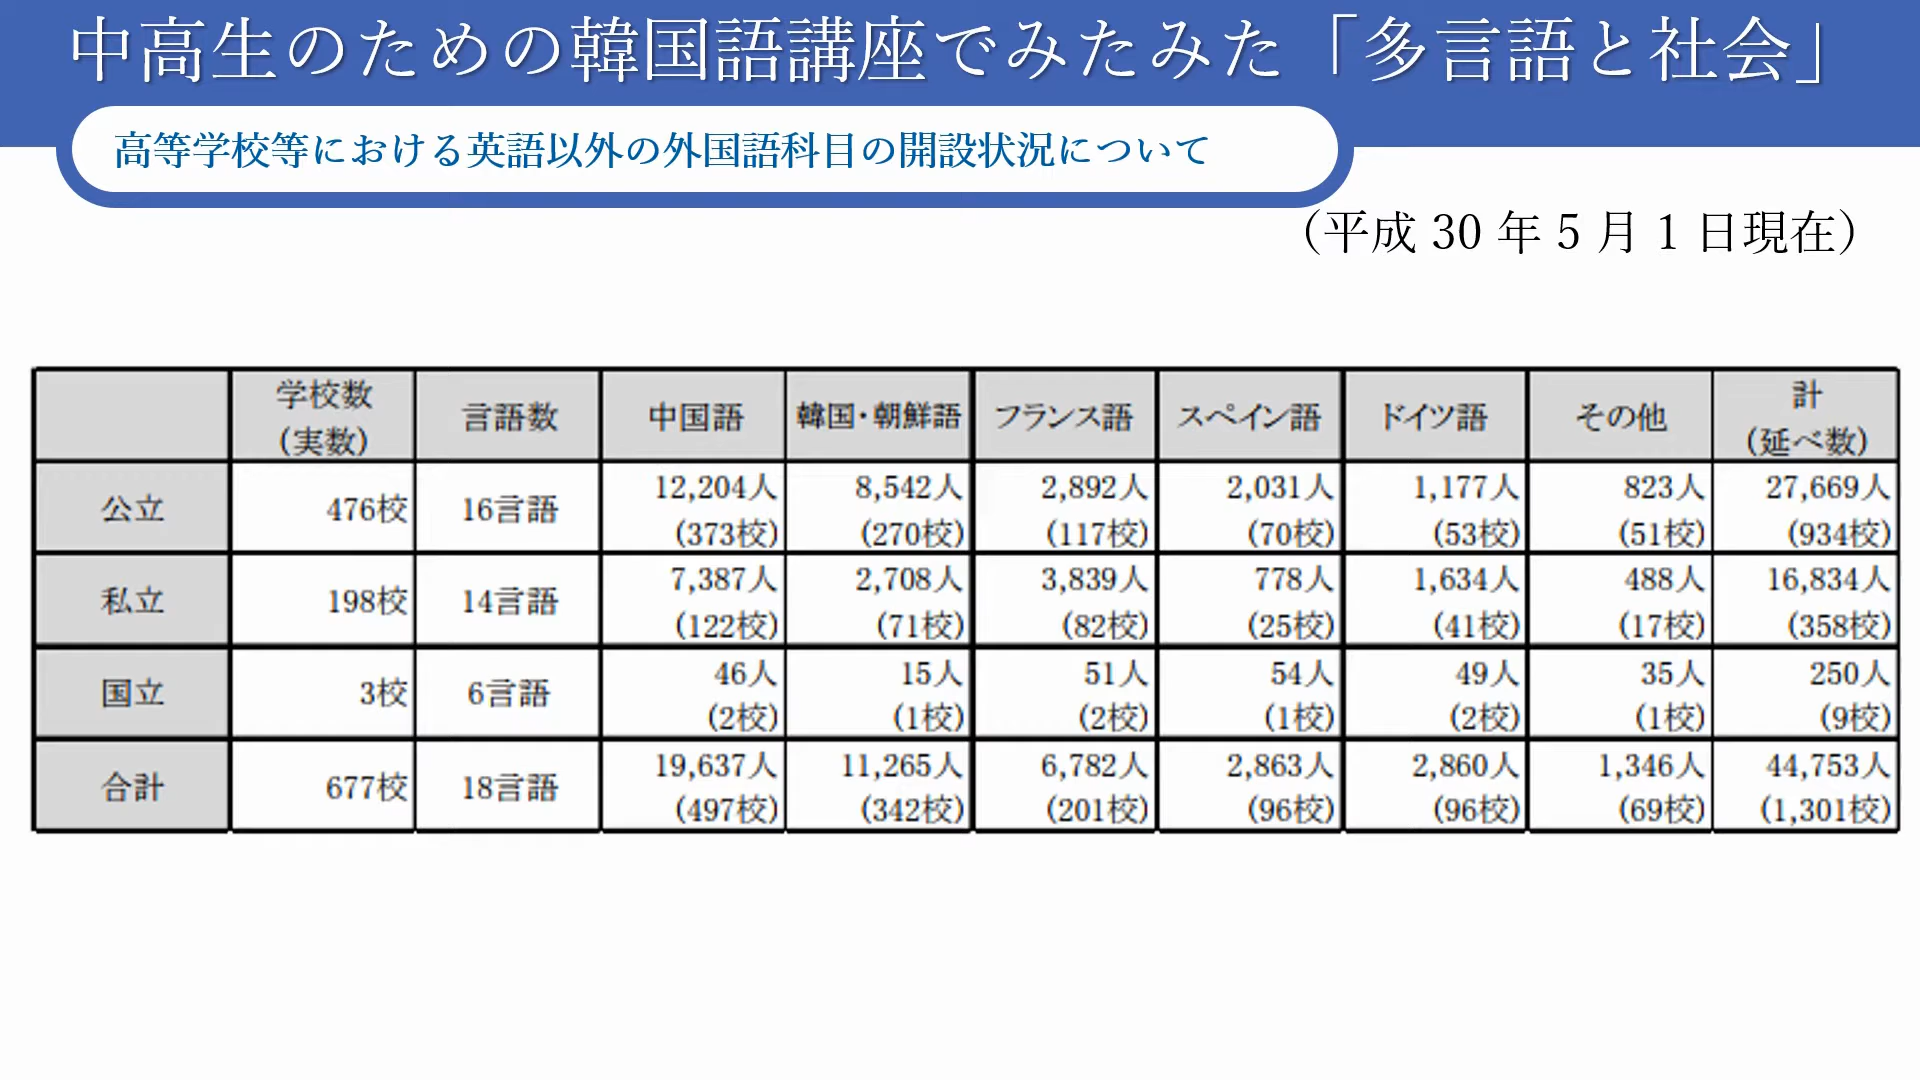 中高生のための韓国語講座でみたみた「多言語と社会」
高等学校等における英語以外の外国語科目の開設状況について
（平成 30 年 5 月 1 日現在）
学校数（実数） 言語数 中国語 韓国・朝鮮語 フランス語 スペイン語 ドイツ語 その他 計（延べ数）
公立 476校 16言語 12,204人 8,542人 2,892人 2,031人 1,177人 823人 27,669人
(373校) (270校) (117校) (70校) (53校) (51校) (934校)
私立 198校 14言語 7,387人 2,708人 3,839人 778人 1,634人 488人 16,834人
(122校) (71校) (82校) (25校) (41校) (17校) (358校)
国立 3校 6言語 46人 15人 51人 54人 49人 35人 250人
(2校) (1校) (2校) (1校) (2校) (1校) (9校)
合計 677校 18言語 19,637人 11,265人 6,782人 2,863人 2,860人 1,346人 44,753人
(497校) (342校) (201校) (96校) (96校) (69校) (1,301校)